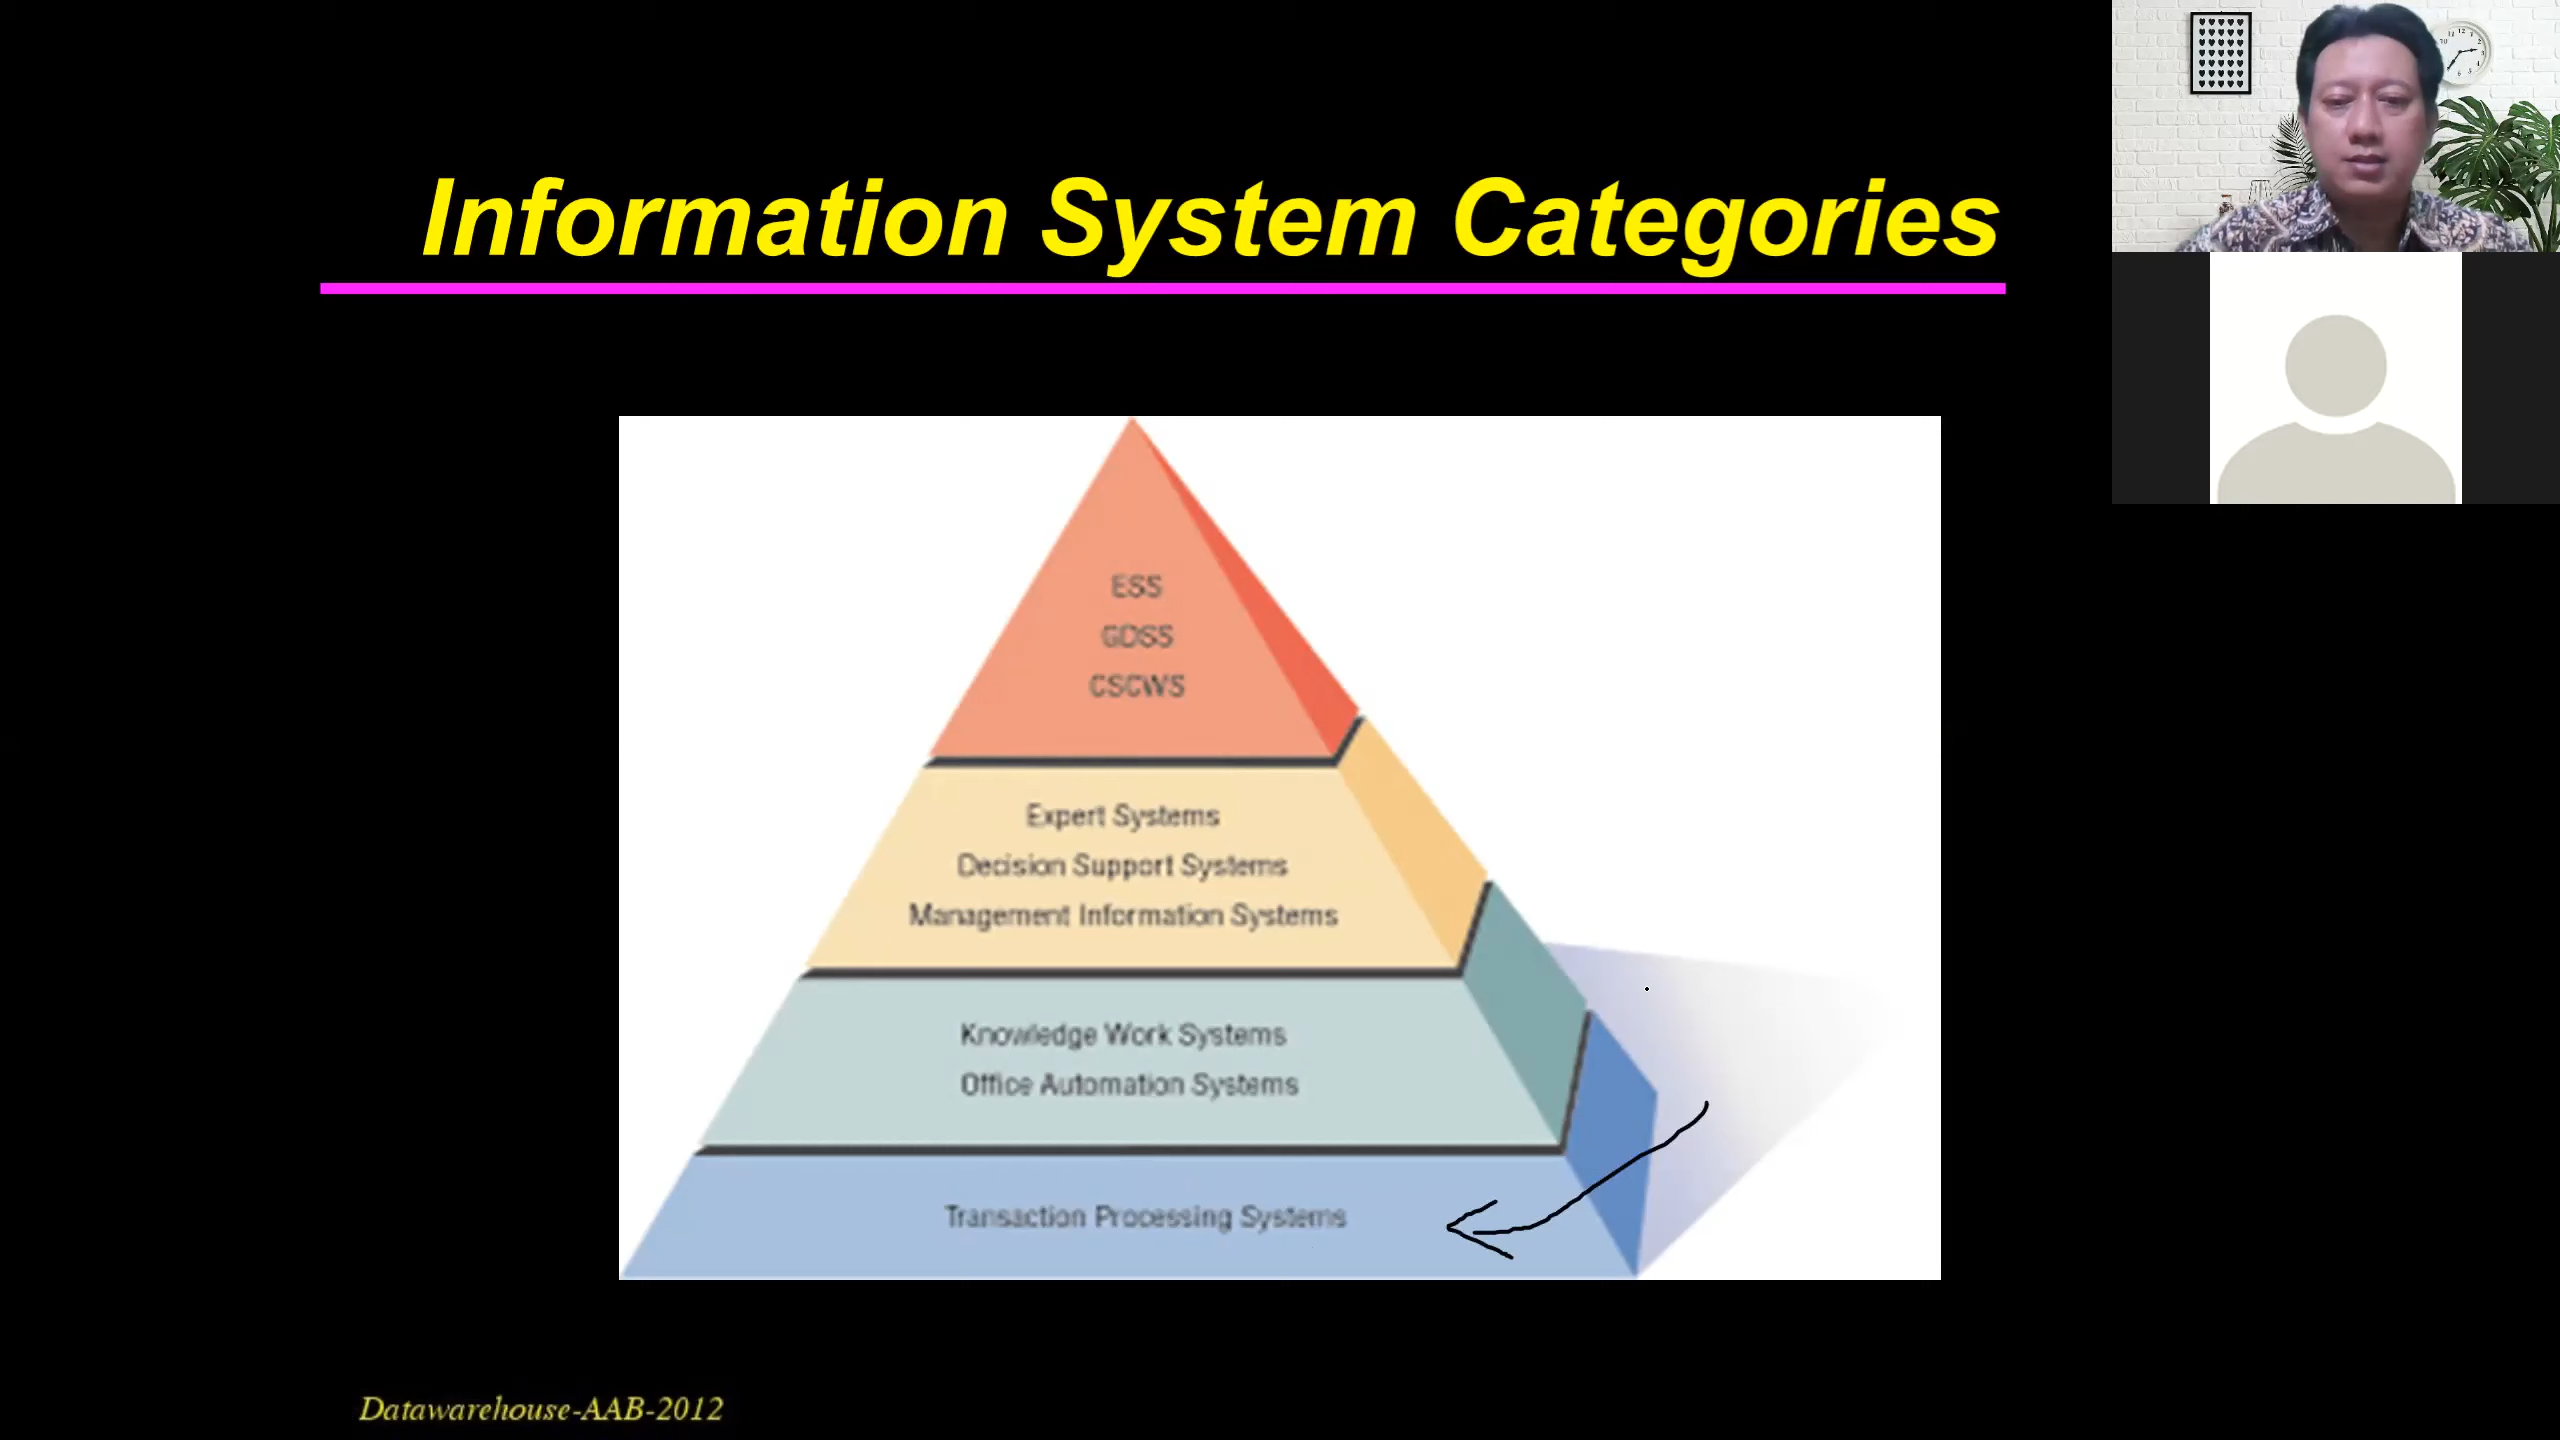 Information System Categories
ESS
GDSS
CSCWS
Expert Systems
Decision Support Systems
Management Information Systems
Knowledge Work Systems
Office Automation Systems
Transaction Processing Systems
Datawarehouse-AAB-2012